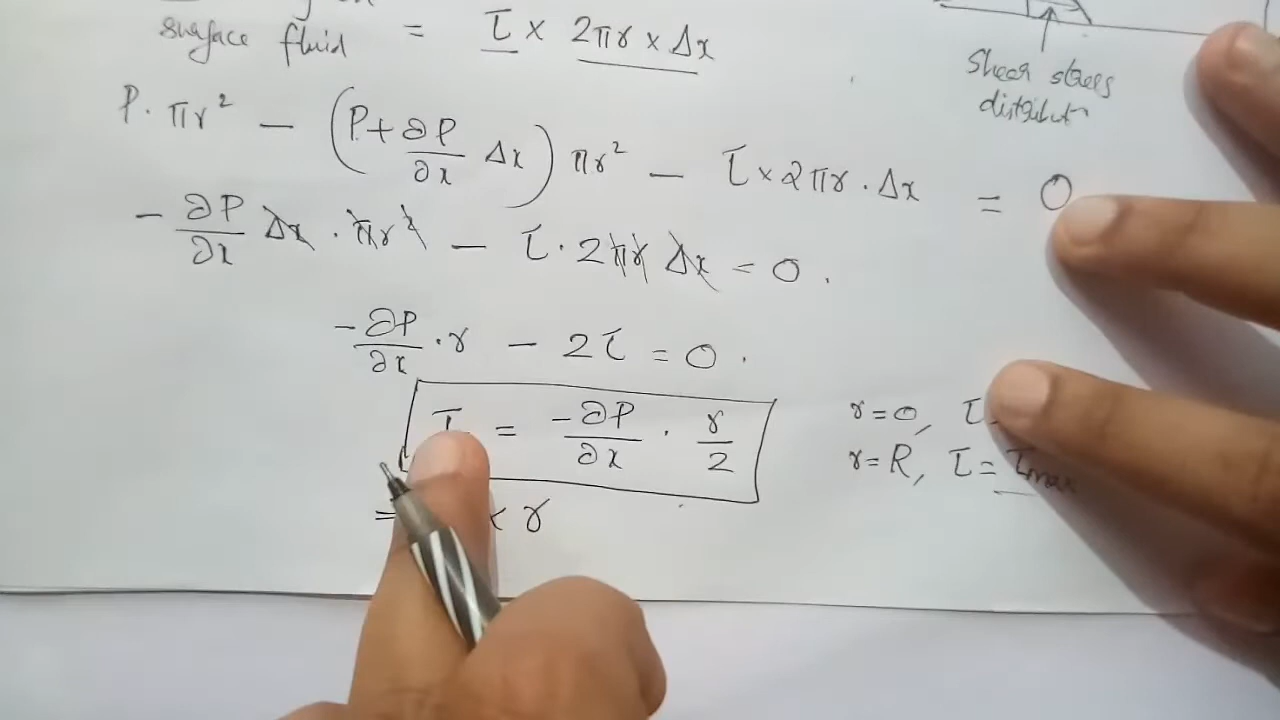 surface fluid = τ × 2πr × Δx
Shear stress
P. πr² - (P + ∂P/∂x Δx) πr² - τ × 2πr . Δx = 0
- ∂P/∂x Δx . πr² - τ . 2πr Δx = 0 .
- ∂P/∂x . r - 2τ = 0 .
τ = -∂P/∂x . r/2
r = 0, τ
r = R, τ = τmax
= × r